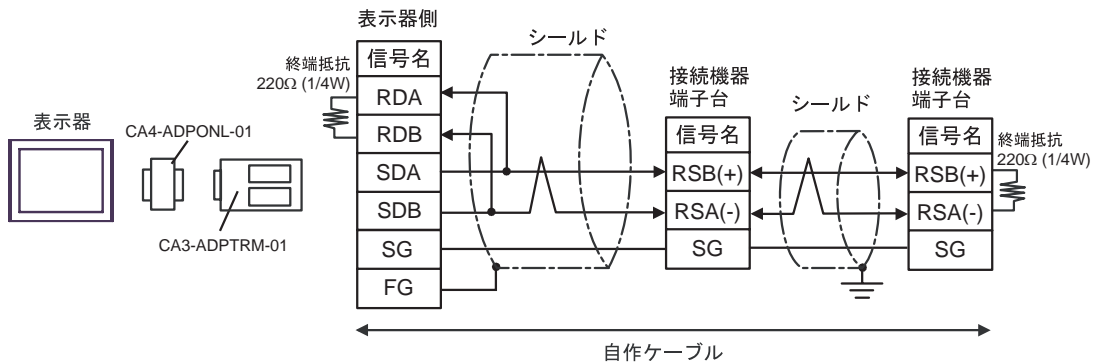 表示器
CA4-ADPONL-01
CA3-ADPTRM-01
終端抵抗
220Ω (1/4W)
表示器側
信号名
RDA
RDB
SDA
SDB
SG
FG
シールド
接続機器
端子台
信号名
RSB(+)
RSA(-)
SG
シールド
接続機器
端子台
信号名
RSB(+)
RSA(-)
SG
終端抵抗
220Ω (1/4W)
自作ケーブル